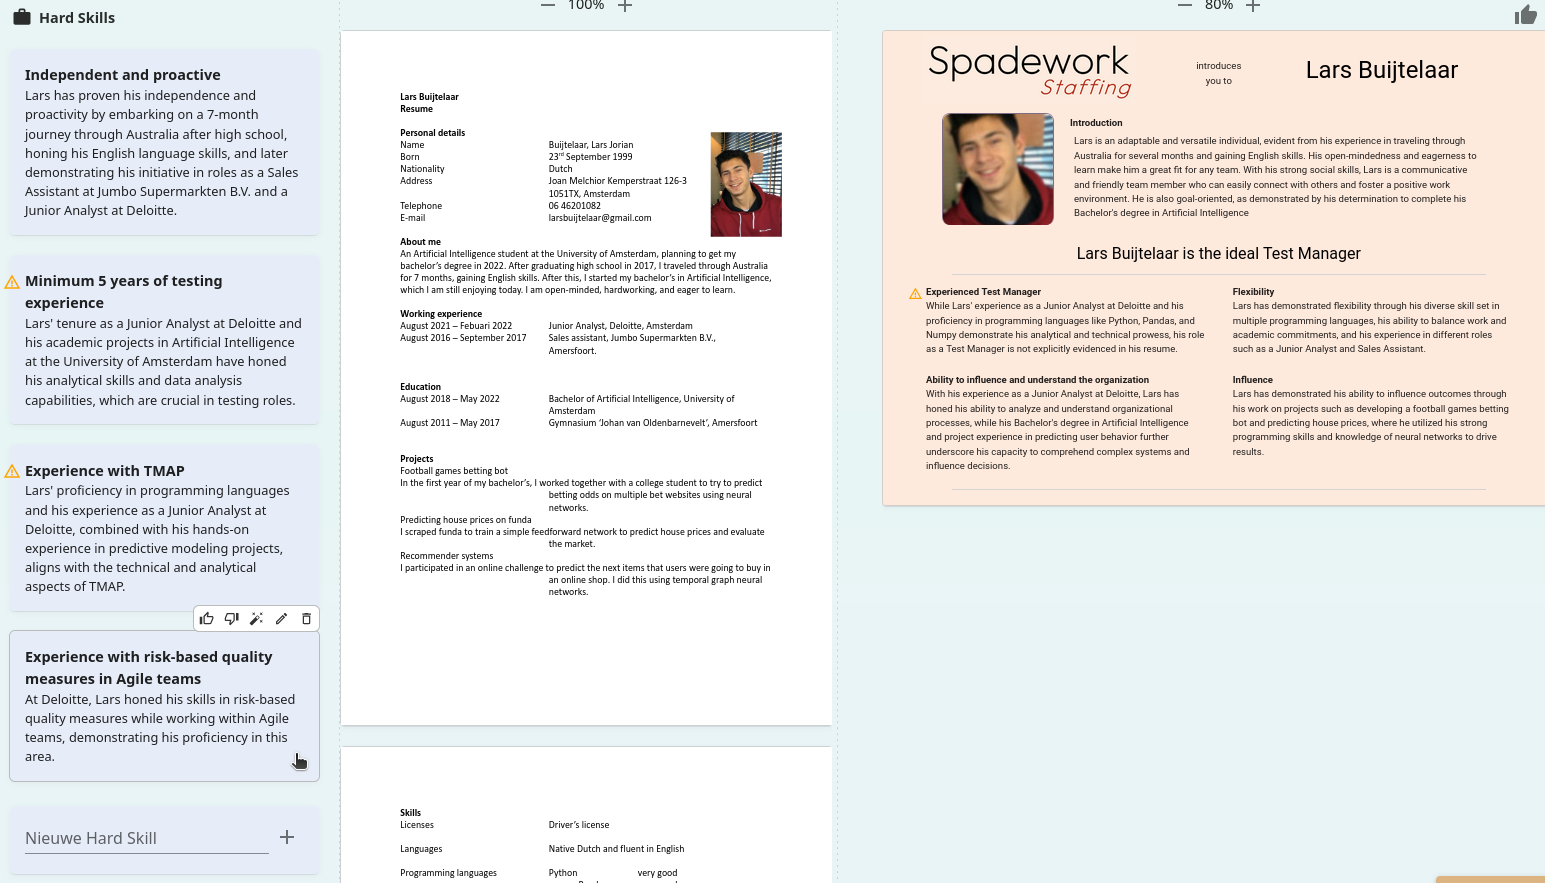 Hard Skills
Independent and proactive
Lars has proven his independence and
proactivity by embarking on a 7-month
journey through Australia after high school,
honing his English language skills, and later
demonstrating his initiative in roles as a Sales
Assistant at Jumbo Supermarkten B.V. and a
Junior Analyst at Deloitte.
Minimum 5 years of testing
experience
Lars' tenure as a Junior Analyst at Deloitte and
his academic projects in Artificial Intelligence
at the University of Amsterdam have honed
his analytical skills and data analysis
capabilities, which are crucial in testing roles.
Experience with TMAP
Lars' proficiency in programming languages
and his experience as a Junior Analyst at
Deloitte, combined with his hands-on
experience in predictive modeling projects,
aligns with the technical and analytical
aspects of TMAP.
Experience with risk-based quality
measures in Agile teams
At Deloitte, Lars honed his skills in risk-based
quality measures while working within Agile
teams, demonstrating his proficiency in this
area.
Nieuwe Hard Skill
100%
Lars Buijtelaar
Resume
Personal details
Name Buijtelaar, Lars Jorian
Born 23rd September 1999
Nationality Dutch
Address Joan Melchior Kemperstraat 126-3
1051TX, Amsterdam
Telephone 06 46201082
E-mail larsbuijtelaar@gmail.com
About me
An Artificial Intelligence student at the University of Amsterdam, planning to get my
bachelor's degree in 2022. After graduating high school in 2017, I traveled through Australia
for 7 months, gaining English skills. After this, I started my bachelor's in Artificial Intelligence,
which I am still enjoying today. I am open-minded, hardworking, and eager to learn.
Working experience
August 2021 – Febuari 2022 Junior Analyst, Deloitte, Amsterdam
August 2016 – September 2017 Sales assistant, Jumbo Supermarkten B.V.,
Amersfoort.
Education
August 2018 – May 2022 Bachelor of Artificial Intelligence, University of
Amsterdam
August 2011 – May 2017 Gymnasium 'Johan van Oldenbarnevelt', Amersfoort
Projects
Football games betting bot
In the first year of my bachelor's, I worked together with a college student to try to predict
betting odds on multiple bet websites using neural
networks.
Predicting house prices on funda
I scraped funda to train a simple feedforward network to predict house prices and evaluate
the market.
Recommender systems
I participated in an online challenge to predict the next items that users were going to buy in
an online shop. I did this using temporal graph neural
networks.
Skills
Licenses Driver's license
Languages Native Dutch and fluent in English
Programming languages Python very good
80%
Spadework
Staffing
introduces
you to
Lars Buijtelaar
Introduction
Lars is an adaptable and versatile individual, evident from his experience in traveling through
Australia for several months and gaining English skills. His open-mindedness and eagerness to
learn make him a great fit for any team. With his strong social skills, Lars is a communicative
and friendly team member who can easily connect with others and foster a positive work
environment. He is also goal-oriented, as demonstrated by his determination to complete his
Bachelor's degree in Artificial Intelligence
Lars Buijtelaar is the ideal Test Manager
Experienced Test Manager
While Lars' experience as a Junior Analyst at Deloitte and his
proficiency in programming languages like Python, Pandas, and
Numpy demonstrate his analytical and technical prowess, his role
as a Test Manager is not explicitly evidenced in his resume.
Flexibility
Lars has demonstrated flexibility through his diverse skill set in
multiple programming languages, his ability to balance work and
academic commitments, and his experience in different roles
such as a Junior Analyst and Sales Assistant.
Ability to influence and understand the organization
With his experience as a Junior Analyst at Deloitte, Lars has
honed his ability to analyze and understand organizational
processes, while his Bachelor's degree in Artificial Intelligence
and project experience in predicting user behavior further
underscore his capacity to comprehend complex systems and
influence decisions.
Influence
Lars has demonstrated his ability to influence outcomes through
his work on projects such as developing a football games betting
bot and predicting house prices, where he utilized his strong
programming skills and knowledge of neural networks to drive
results.